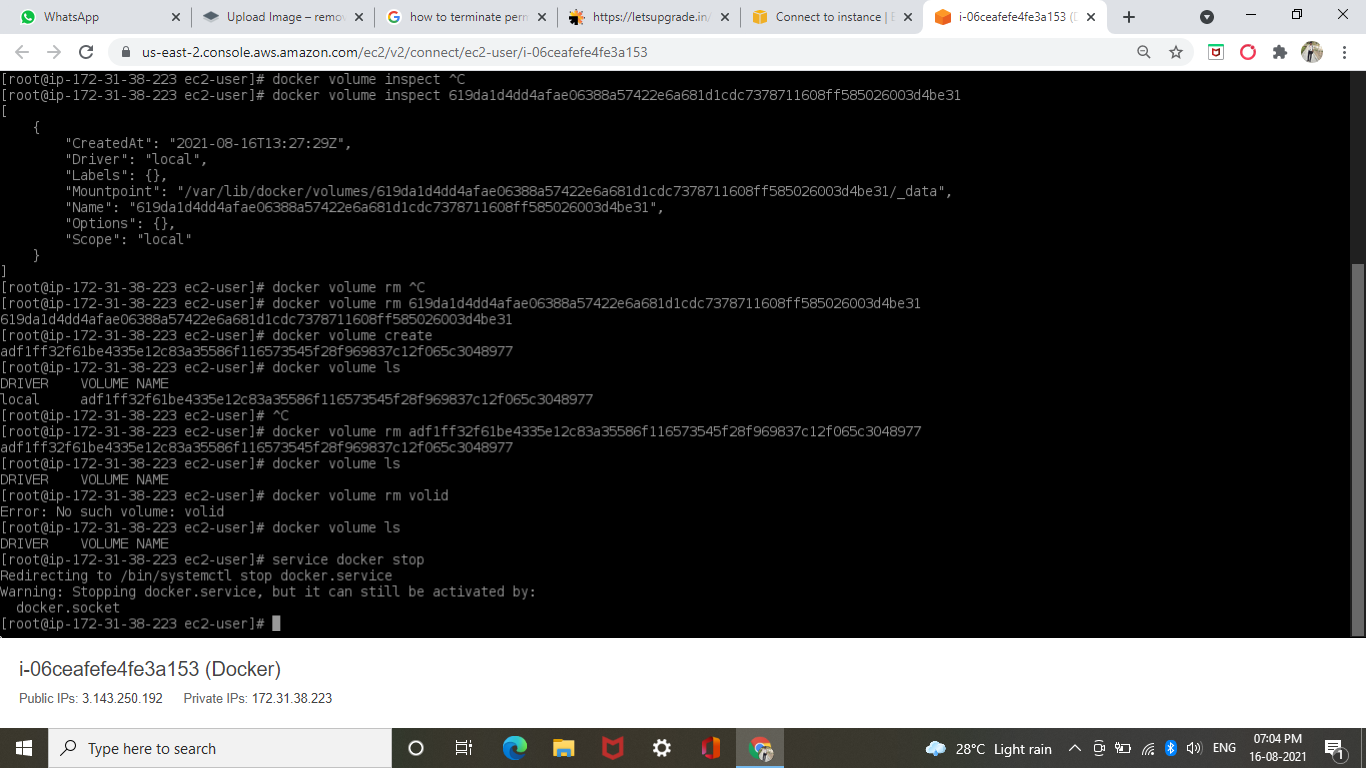 WhatsApp
Upload Image – remov
how to terminate perm
https://letsupgrade.in/
Connect to instance | E
i-06ceafefe4fe3a153 (D
us-east-2.console.aws.amazon.com/ec2/v2/connect/ec2-user/i-06ceafefe4fe3a153
[root@ip-172-31-38-223 ec2-user]# docker volume inspect ^C
[root@ip-172-31-38-223 ec2-user]# docker volume inspect 619da1d4dd4afae06388a57422e6a681d1cdc7378711608ff585026003d4be31
[
    {
        "CreatedAt": "2021-08-16T13:27:29Z",
        "Driver": "local",
        "Labels": {},
        "Mountpoint": "/var/lib/docker/volumes/619da1d4dd4afae06388a57422e6a681d1cdc7378711608ff585026003d4be31/_data",
        "Name": "619da1d4dd4afae06388a57422e6a681d1cdc7378711608ff585026003d4be31",
        "Options": {},
        "Scope": "local"
    }
]
[root@ip-172-31-38-223 ec2-user]# docker volume rm ^C
[root@ip-172-31-38-223 ec2-user]# docker volume rm 619da1d4dd4afae06388a57422e6a681d1cdc7378711608ff585026003d4be31
619da1d4dd4afae06388a57422e6a681d1cdc7378711608ff585026003d4be31
[root@ip-172-31-38-223 ec2-user]# docker volume create
adf1ff32f61be4335e12c83a35586f116573545f28f969837c12f065c3048977
[root@ip-172-31-38-223 ec2-user]# docker volume ls
DRIVER    VOLUME NAME
local     adf1ff32f61be4335e12c83a35586f116573545f28f969837c12f065c3048977
[root@ip-172-31-38-223 ec2-user]# ^C
[root@ip-172-31-38-223 ec2-user]# docker volume rm adf1ff32f61be4335e12c83a35586f116573545f28f969837c12f065c3048977
adf1ff32f61be4335e12c83a35586f116573545f28f969837c12f065c3048977
[root@ip-172-31-38-223 ec2-user]# docker volume ls
DRIVER    VOLUME NAME
[root@ip-172-31-38-223 ec2-user]# docker volume rm volid
Error: No such volume: volid
[root@ip-172-31-38-223 ec2-user]# docker volume ls
DRIVER    VOLUME NAME
[root@ip-172-31-38-223 ec2-user]# service docker stop
Redirecting to /bin/systemctl stop docker.service
Warning: Stopping docker.service, but it can still be activated by:
  docker.socket
[root@ip-172-31-38-223 ec2-user]#
i-06ceafefe4fe3a153 (Docker)
Public IPs: 3.143.250.192 Private IPs: 172.31.38.223
Type here to search
28°C Light rain
ENG
07:04 PM
16-08-2021
1